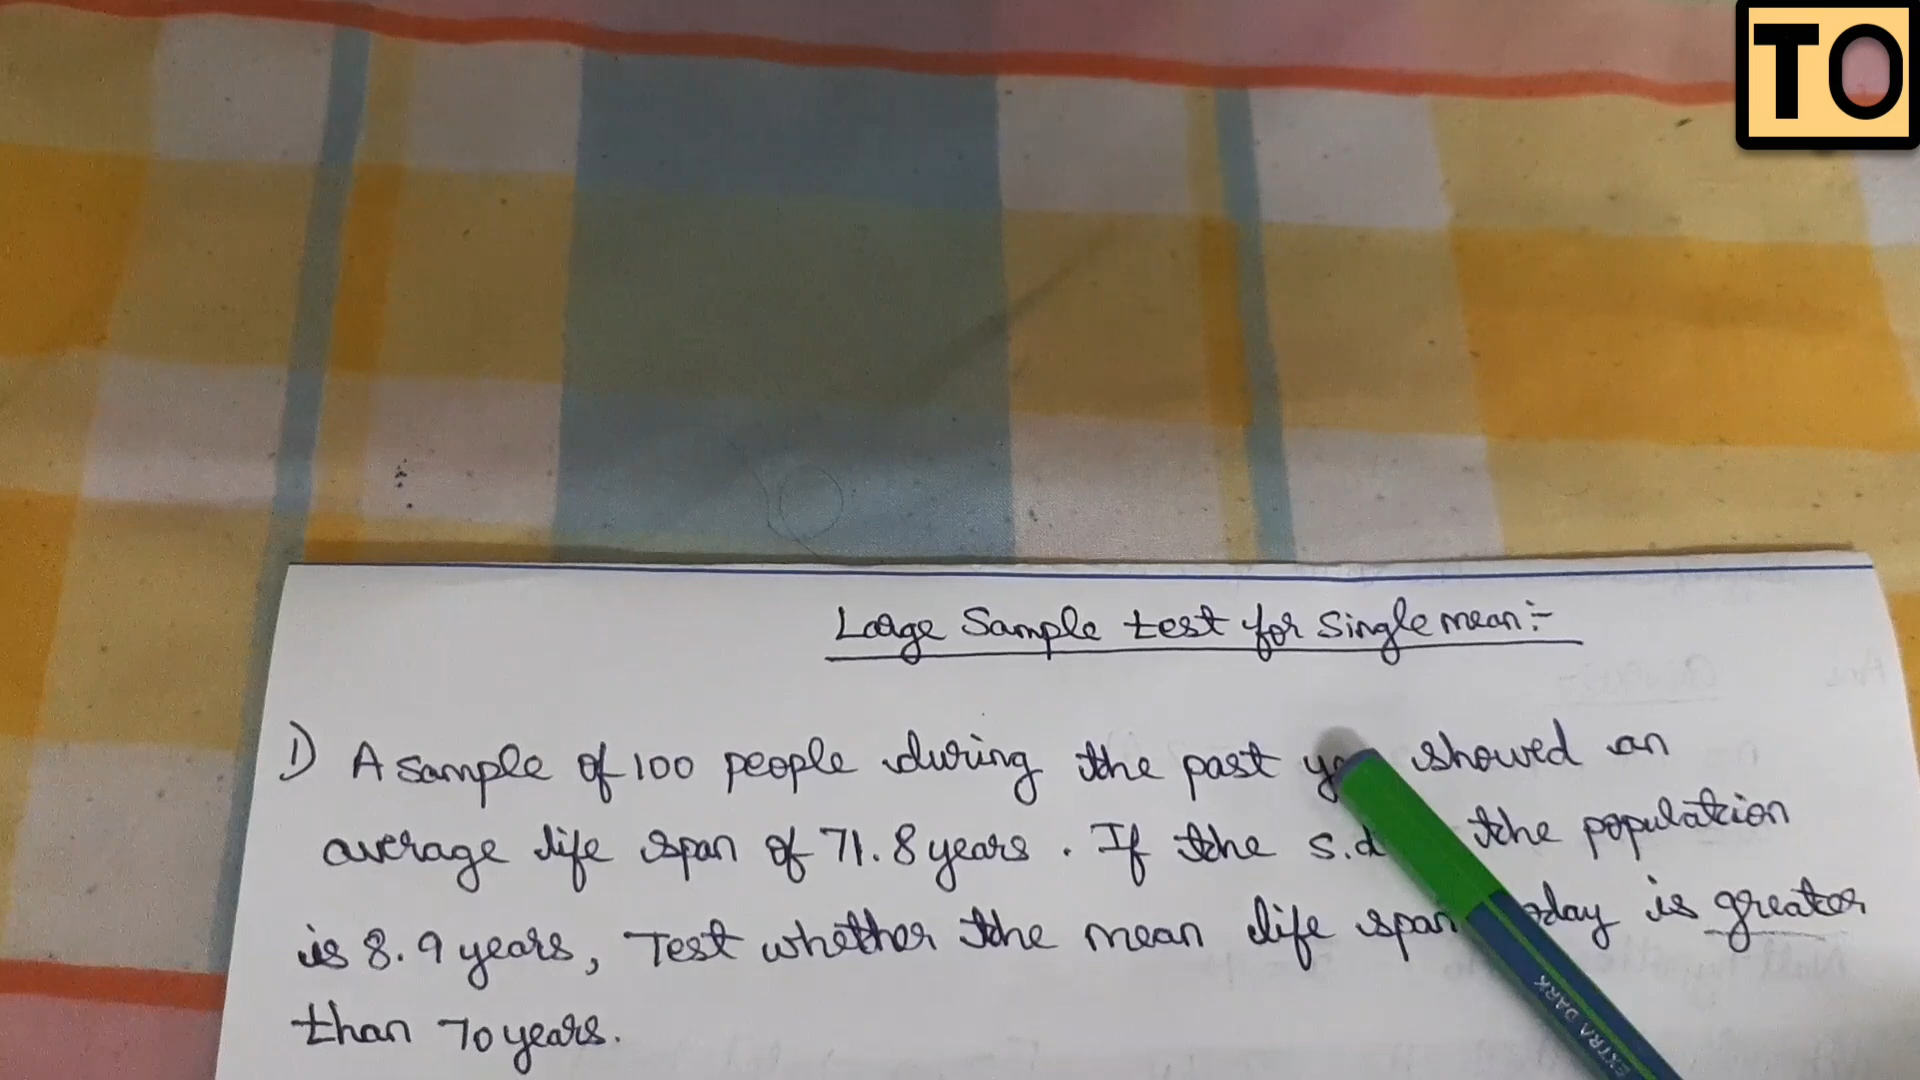 TO
Large Sample test for Single mean:-
1) A sample of 100 people during the past showed an
average life span of 71.8 years. If the s.d the population
is 8.9 years, Test whether the mean life span is greater
than 70 years.
EXTRA DARK